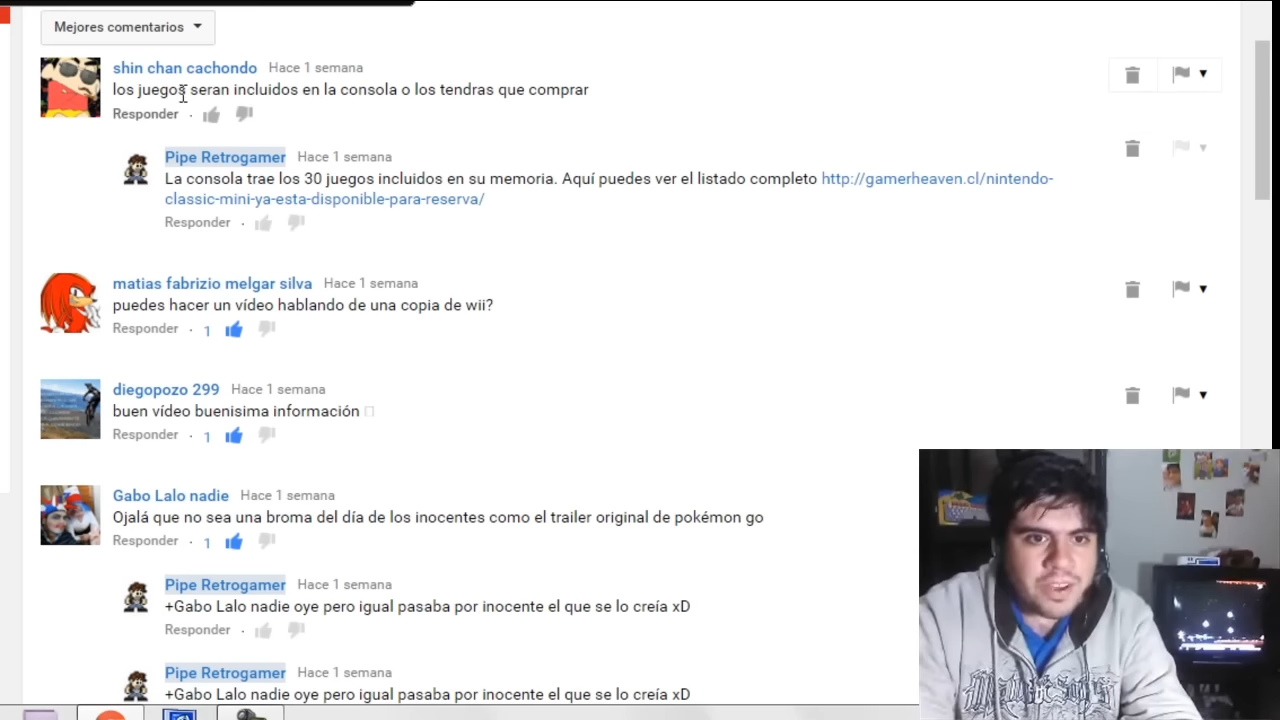 Mejores comentarios
shin chan cachondo Hace 1 semana
los juegos seran incluidos en la consola o los tendras que comprar
Responder ·
Pipe Retrogamer Hace 1 semana
La consola trae los 30 juegos incluidos en su memoria. Aquí puedes ver el listado completo http://gamerheaven.cl/nintendo-
classic-mini-ya-esta-disponible-para-reserva/
Responder ·
matias fabrizio melgar silva Hace 1 semana
puedes hacer un vídeo hablando de una copia de wii?
Responder · 1
diegopozo 299 Hace 1 semana
buen vídeo buenisima información
Responder · 1
Gabo Lalo nadie Hace 1 semana
Ojalá que no sea una broma del día de los inocentes como el trailer original de pokémon go
Responder · 1
Pipe Retrogamer Hace 1 semana
+Gabo Lalo nadie oye pero igual pasaba por inocente el que se lo creía xD
Responder ·
Pipe Retrogamer Hace 1 semana
+Gabo Lalo nadie oye pero igual pasaba por inocente el que se lo creía xD